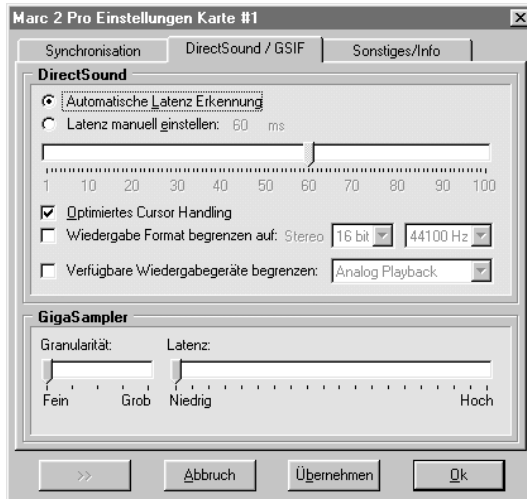 Marc 2 Pro Einstellungen Karte #1
Synchronisation DirectSound / GSIF Sonstiges/Info
DirectSound
Automatische Latenz Erkennung
Latenz manuell einstellen: 60 ms
1 10 20 30 40 50 60 70 80 90 100
Optimiertes Cursor Handling
Wiedergabe Format begrenzen auf: Stereo 16 bit 44100 Hz
Verfügbare Wiedergabegeräte begrenzen: Analog Playback
GigaSampler
Granularität: Latenz:
Fein Grob Niedrig Hoch
>> Abbruch Übernehmen Ok